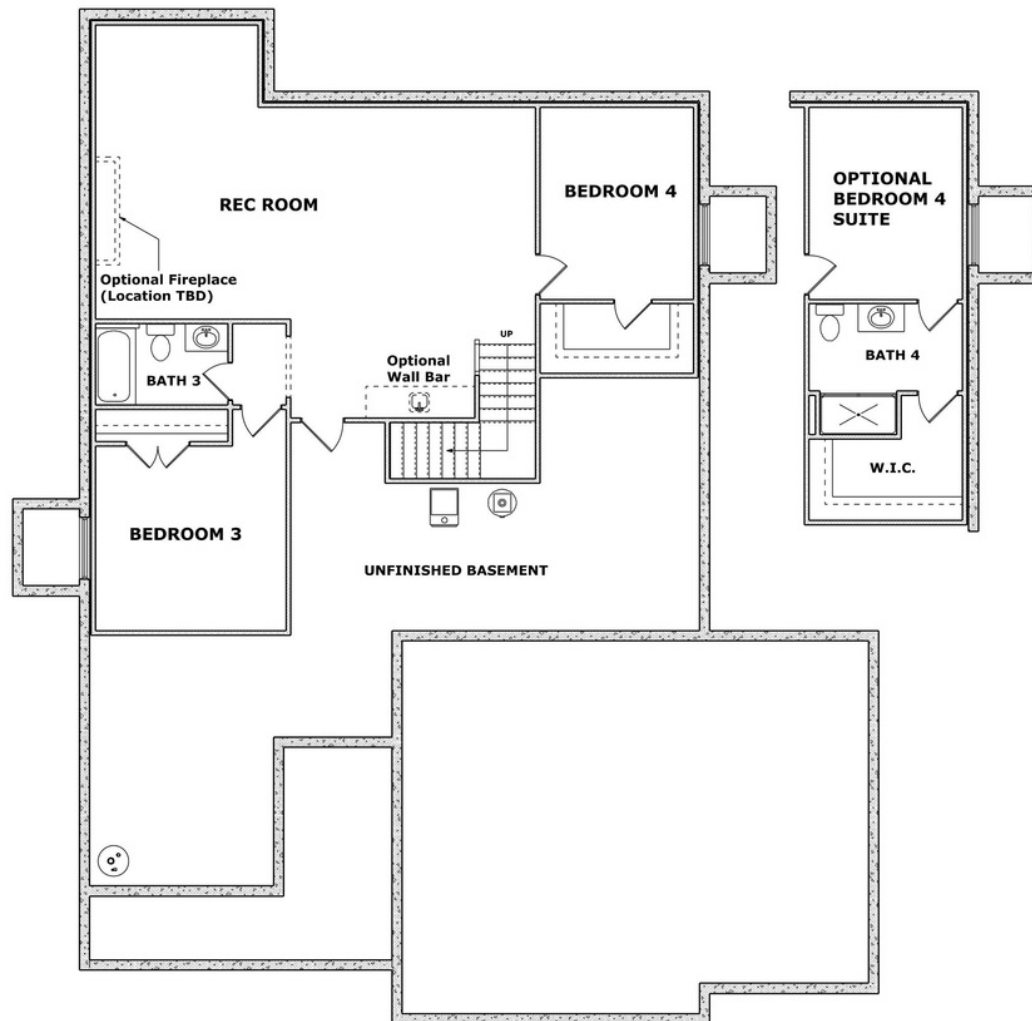 REC ROOM
BEDROOM 4
OPTIONAL
BEDROOM 4
SUITE
Optional Fireplace
(Location TBD)
UP
BATH 3
Optional
Wall Bar
BATH 4
W.I.C.
BEDROOM 3
UNFINISHED BASEMENT